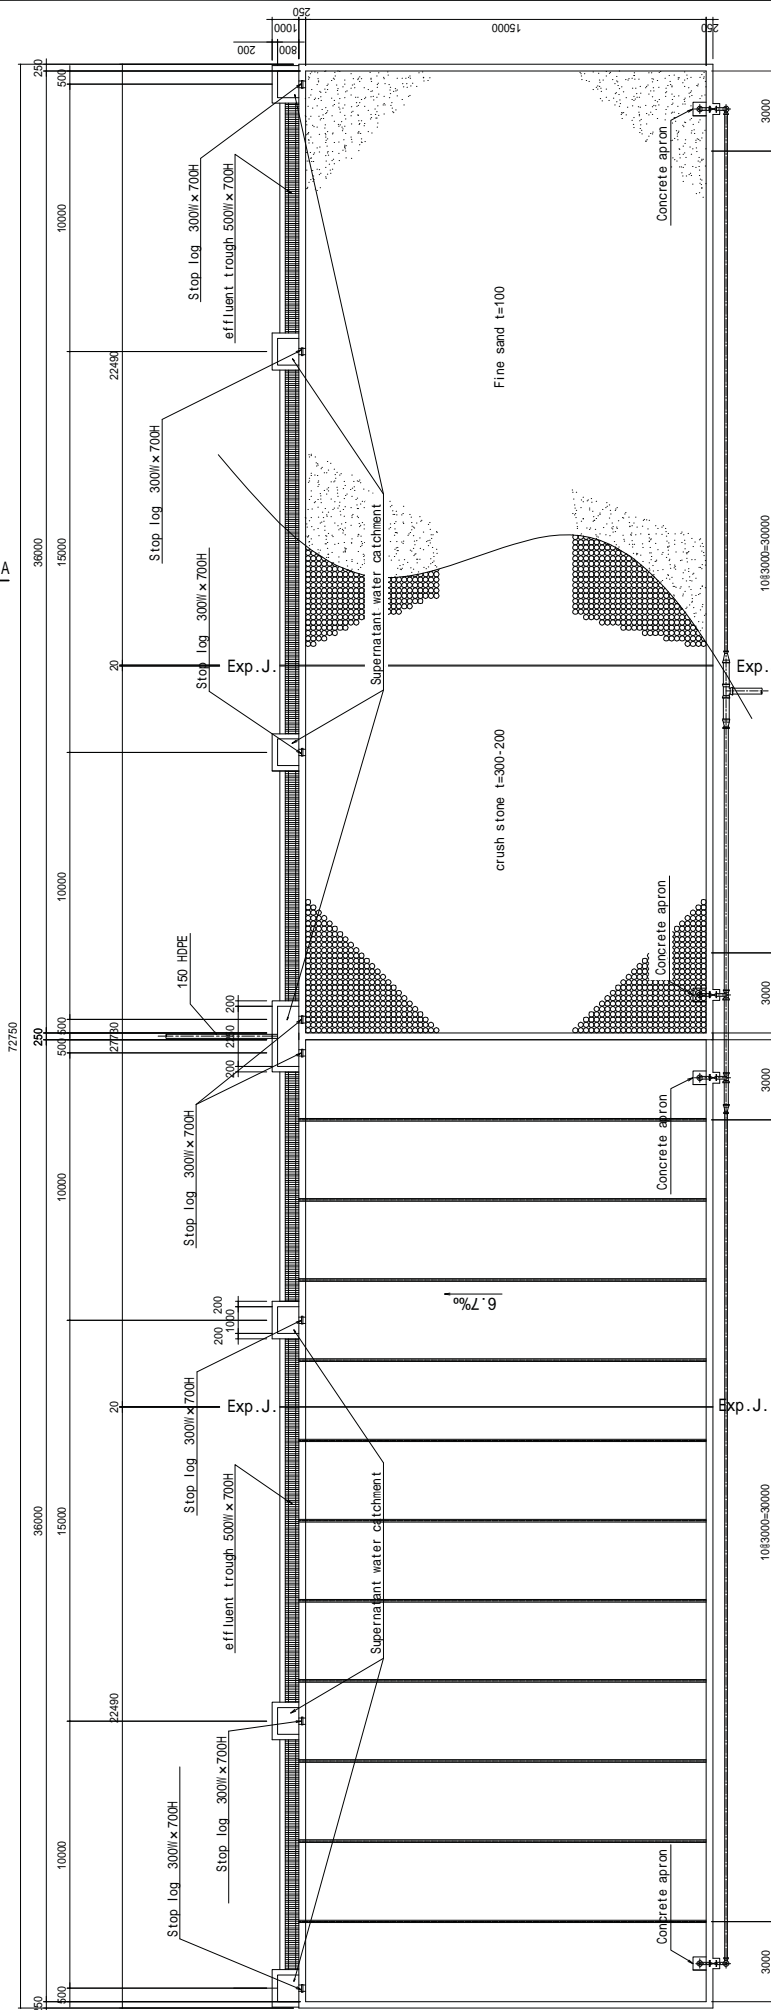 250
1000
15000
250
200
800
250
500
3000
Concrete apron
Stop log 300W×700H
effluent trough 500W×700H
10000
Fine sand t=100
22490
Stop log 300W×700H
Supernatant water catchment
A
36000
15000
10@3000=30000
Stop log 300W×700H
20
Exp.J.
Exp.
crush stone t=300-200
10000
Concrete apron
150 HDPE
200
72750
250
500
500
27730
200
3000
3000
Concrete apron
Stop log 300W×700H
10000
6.7‰
200
1000
200
Stop log 300W×700H
20
Exp.J.
Exp.J.
36000
15000
effluent trough 500W×700H
Supernatant water catchment
10@3000=30000
22490
Stop log 300W×700H
Stop log 300W×700H
10000
Concrete apron
500
3000